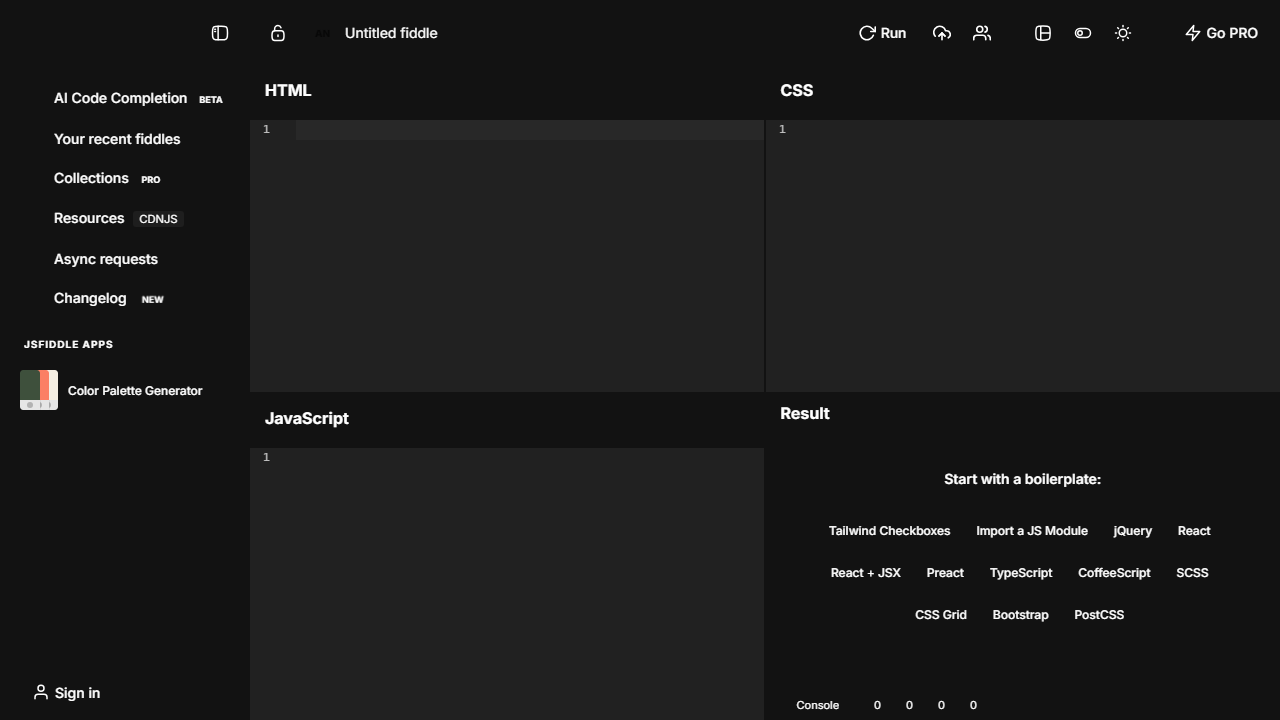 AN Untitled fiddle
Run
Go PRO
AI Code Completion BETA
Your recent fiddles
Collections PRO
Resources CDNJS
Async requests
Changelog NEW
JSFIDDLE APPS
Color Palette Generator
Sign in
HTML
1
CSS
1
JavaScript
1
Result
Start with a boilerplate:
Tailwind Checkboxes Import a JS Module jQuery React
React + JSX Preact TypeScript CoffeeScript SCSS
CSS Grid Bootstrap PostCSS
Console 0 0 0 0